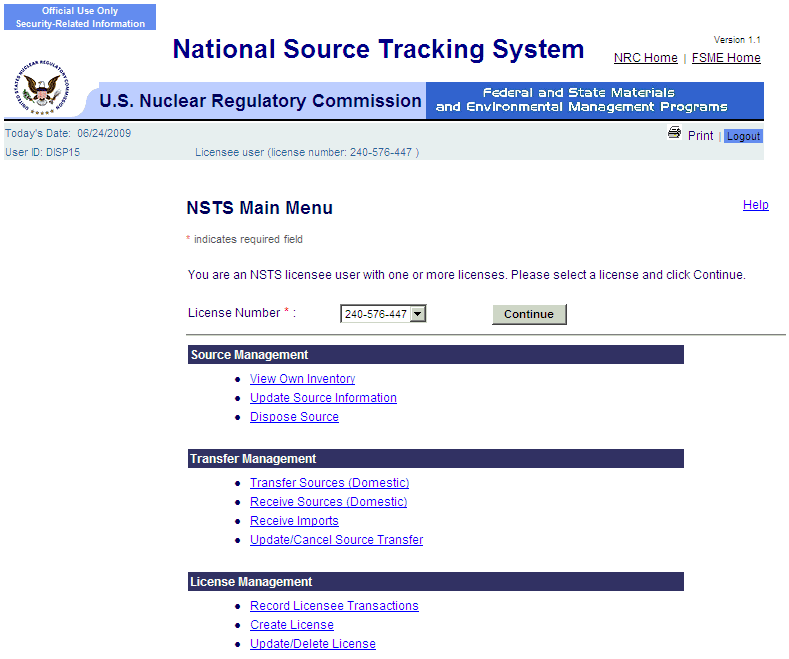 Official Use Only
Security-Related Information
National Source Tracking System
Version 1.1
NRC Home | FSME Home
UNITED STATES NUCLEAR REGULATORY COMMISSION
U.S. Nuclear Regulatory Commission
Federal and State Materials
and Environmental Management Programs
Today's Date: 06/24/2009
Print | Logout
User ID: DISP15 Licensee user (license number: 240-576-447 )
NSTS Main Menu
Help
* indicates required field
You are an NSTS licensee user with one or more licenses. Please select a license and click Continue.
License Number * : 240-576-447 Continue
Source Management
View Own Inventory
Update Source Information
Dispose Source
Transfer Management
Transfer Sources (Domestic)
Receive Sources (Domestic)
Receive Imports
Update/Cancel Source Transfer
License Management
Record Licensee Transactions
Create License
Update/Delete License